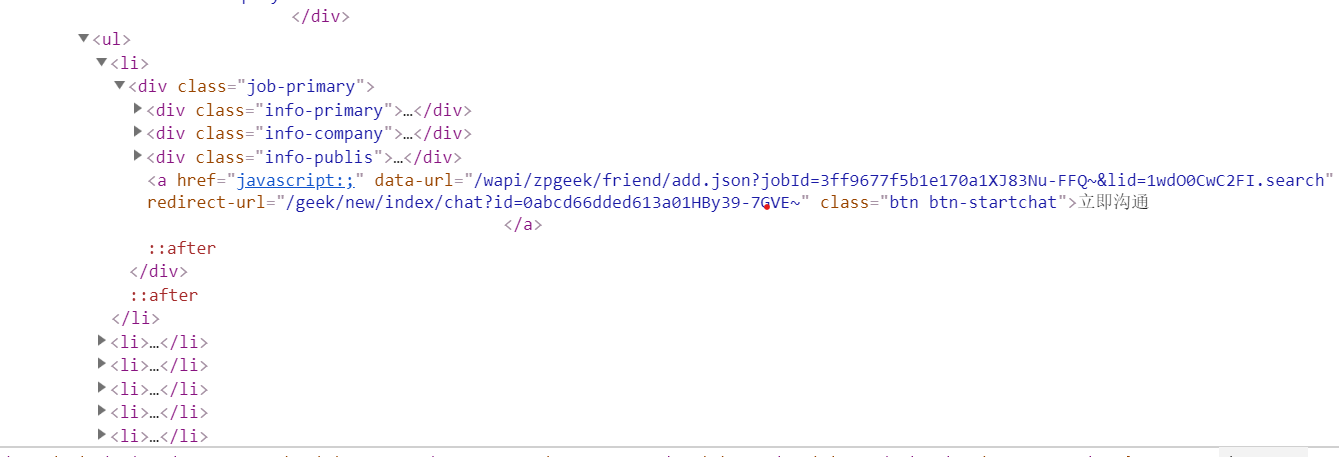 </div>
<ul>
<li>
<div class="job-primary">
<div class="info-primary">…</div>
<div class="info-company">…</div>
<div class="info-publis">…</div>
<a href="javascript:;" data-url="/wapi/zpgeek/friend/add.json?jobId=3ff9677f5b1e170a1XJ83Nu-FFQ~&lid=1wdO0CwC2FI.search"
redirect-url="/geek/new/index/chat?id=0abcd66dded613a01HBy39-7GVE~" class="btn btn-startchat">立即沟通
</a>
::after
</div>
::after
</li>
<li>…</li>
<li>…</li>
<li>…</li>
<li>…</li>
<li>…</li>